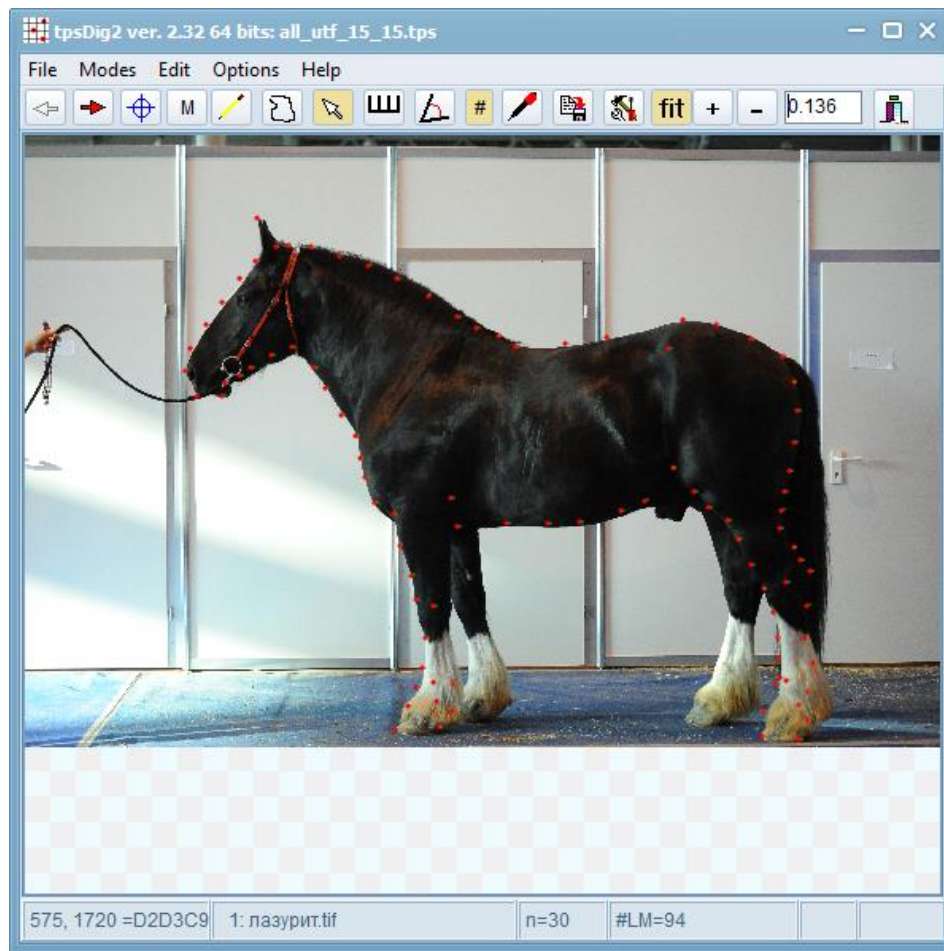 tpsDig2 ver. 2.32 64 bits: all_utf_15_15.tps
File Modes Edit Options Help
M # fit + - 0.136
575, 1720 =D2D3C9 1: лазурит.tif n=30 #LM=94